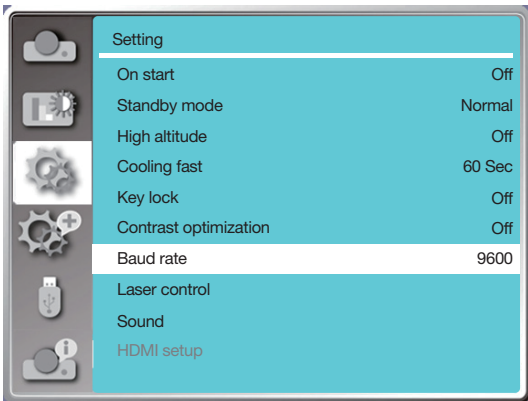 Setting
On start Off
Standby mode Normal
High altitude Off
Cooling fast 60 Sec
Key lock Off
Contrast optimization Off
Baud rate 9600
Laser control
Sound
HDMI setup